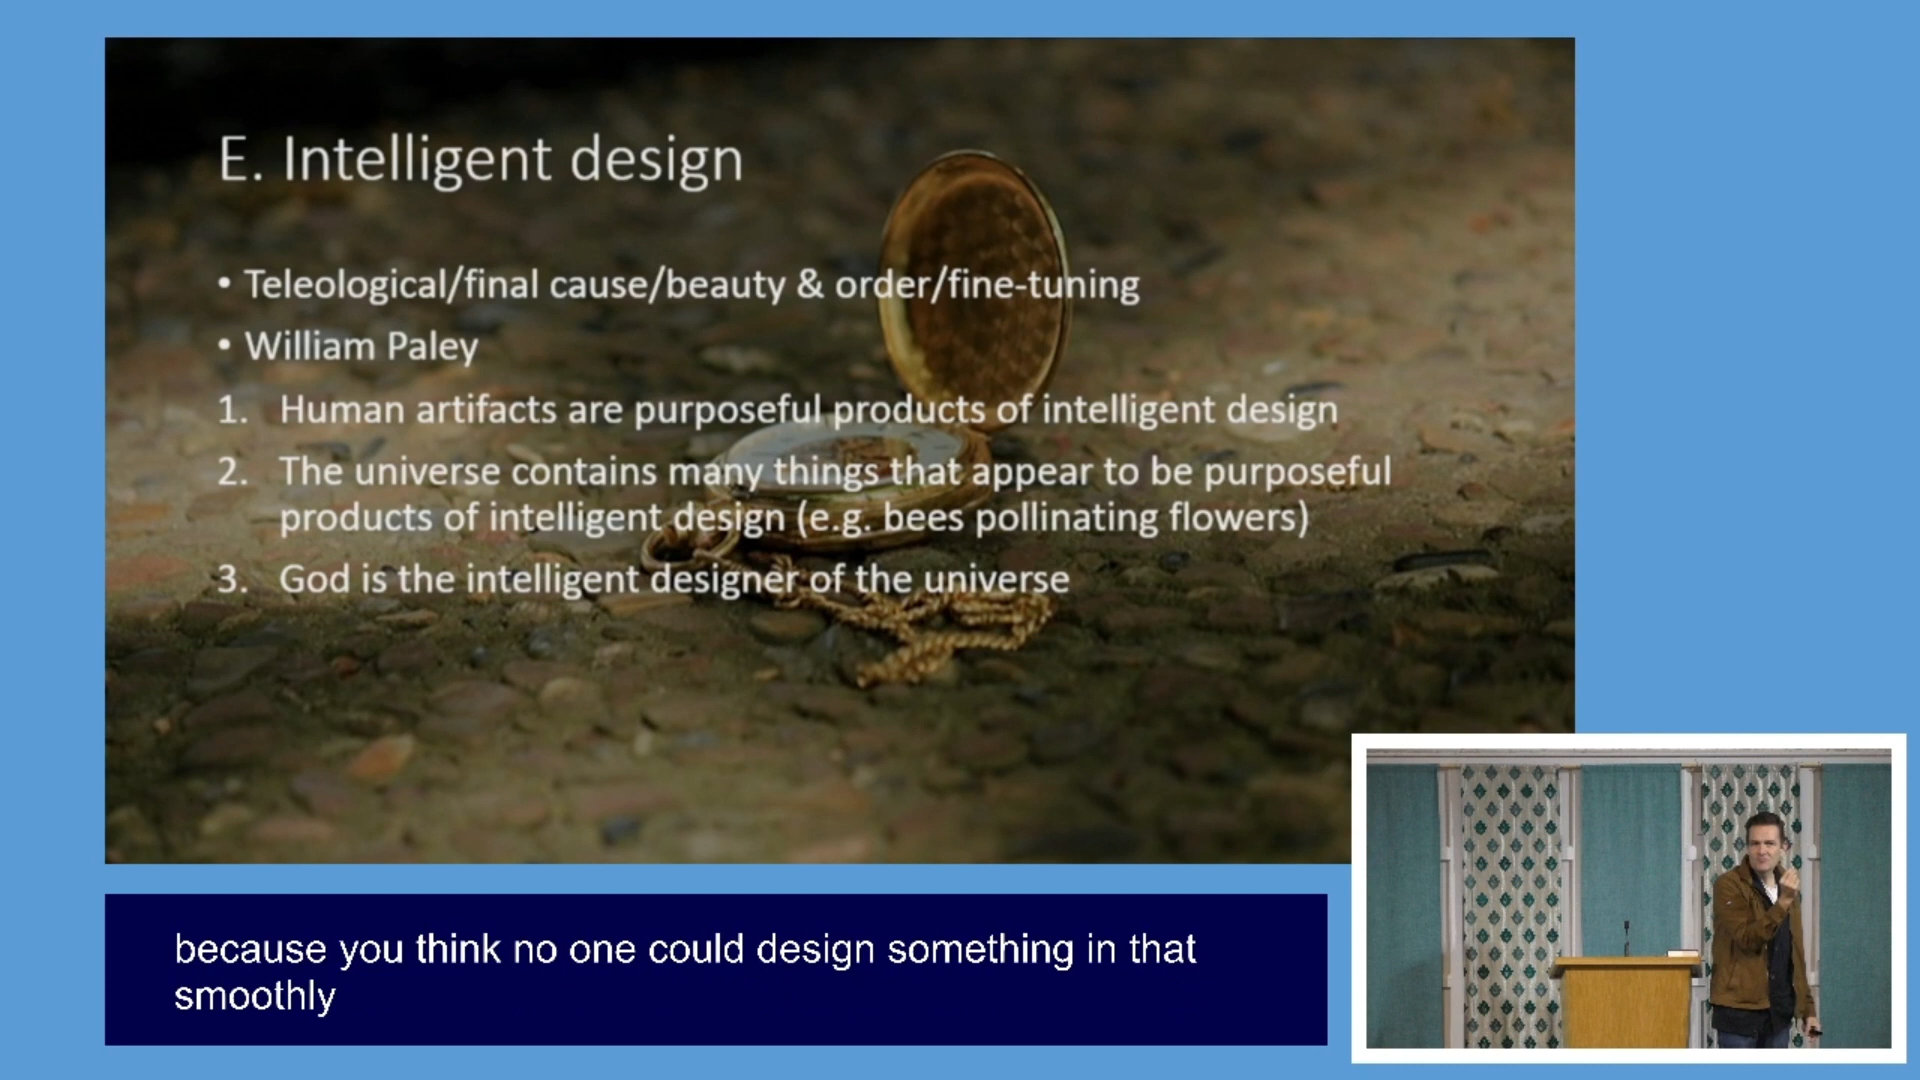 E. Intelligent design
• Teleological/final cause/beauty & order/fine-tuning
• William Paley
1. Human artifacts are purposeful products of intelligent design
2. The universe contains many things that appear to be purposeful
products of intelligent design (e.g. bees pollinating flowers)
3. God is the intelligent designer of the universe
because you think no one could design something in that
smoothly